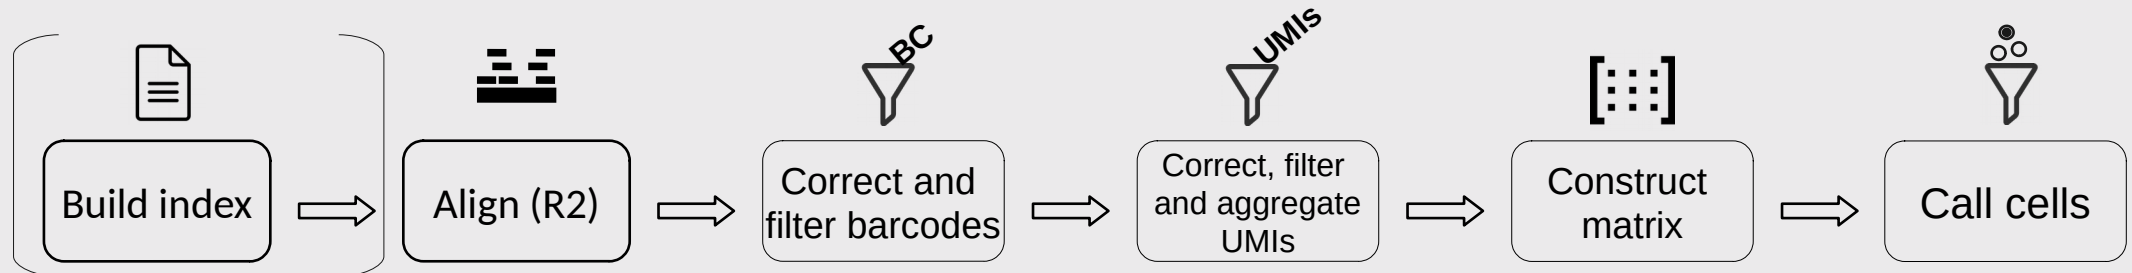 BC
UMIs
Build index
Align (R2)
Correct and
filter barcodes
Correct, filter
and aggregate
UMIs
Construct
matrix
Call cells